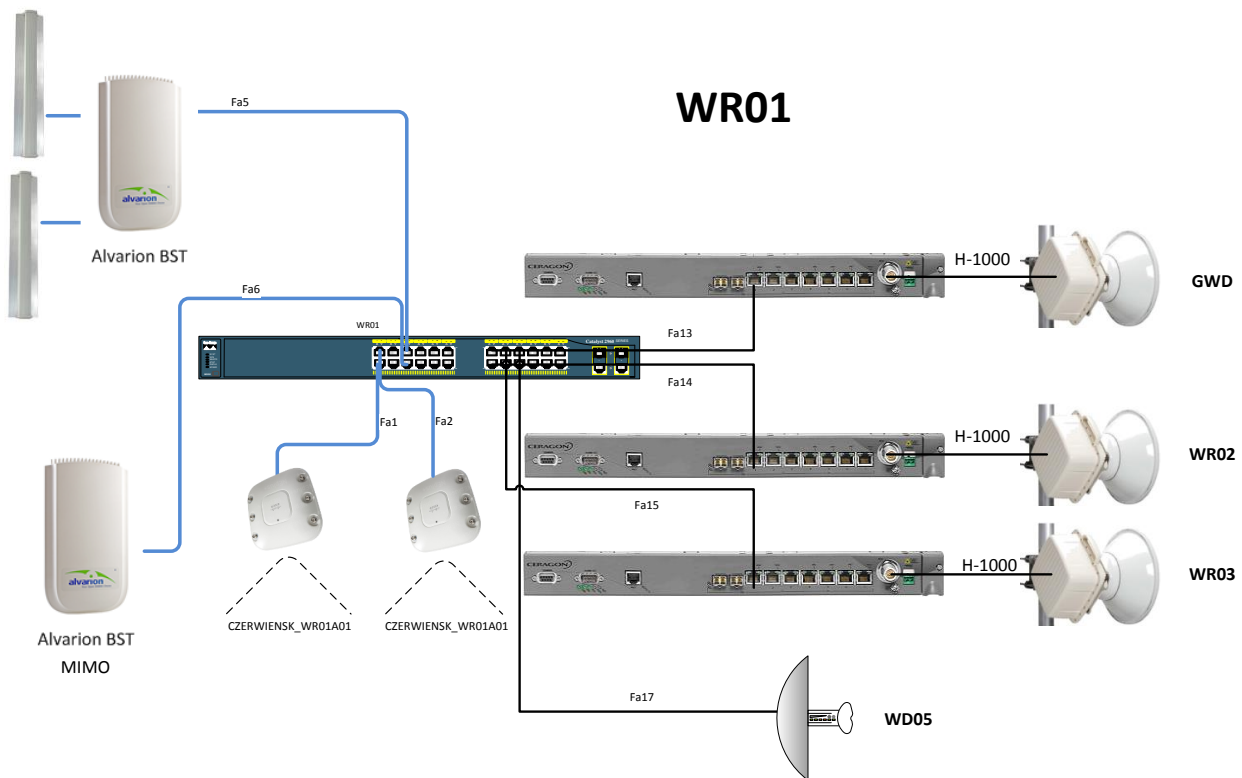 WR01
Fa5
alvarion
Alvarion BST
Fa6
CERAGON
H-1000
GWD
WR01
Catalyst 2960 SERIES
Fa13
Fa14
Fa1
Fa2
CERAGON
H-1000
WR02
Fa15
alvarion
Alvarion BST
MIMO
CERAGON
H-1000
WR03
CZERWIENSK_WR01A01
CZERWIENSK_WR01A01
Fa17
WD05